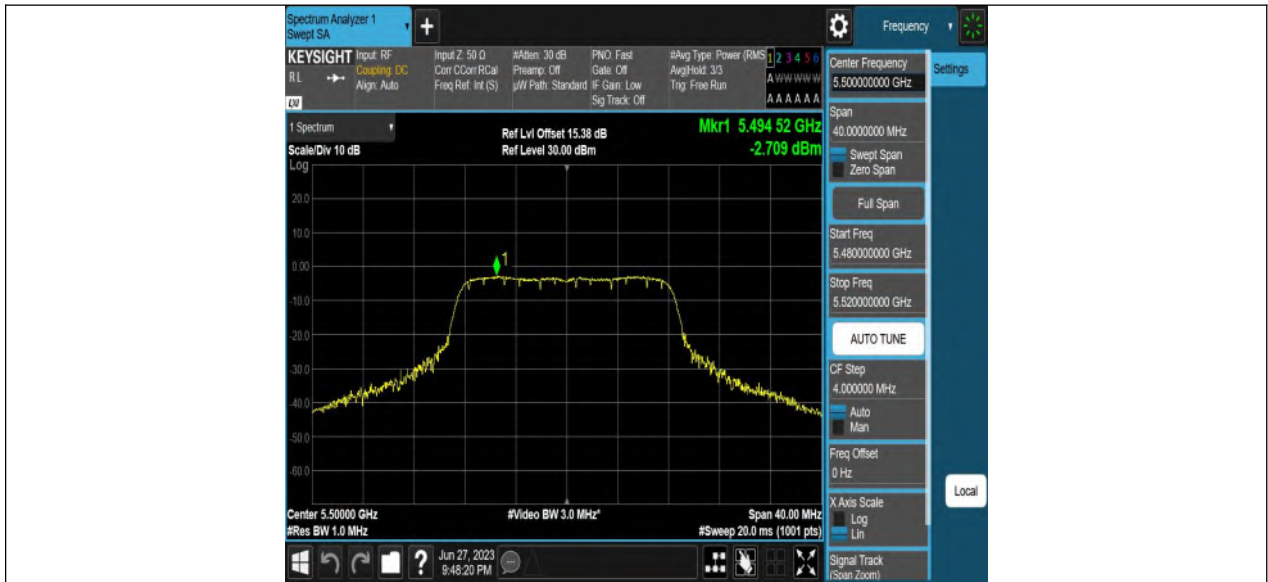 Spectrum Analyzer 1
Swept SA
+
Frequency
KEYSIGHT
RL
LXI
Input: RF
Coupling: DC
Align: Auto
Input Z: 50 Ω
Corr CCorr RCal
Freq Ref: Int (S)
#Atten: 30 dB
Preamp: Off
µW Path: Standard
PNO: Fast
Gate: Off
IF Gain: Low
Sig Track: Off
#Avg Type: Power (RMS
Avg|Hold: 3/3
Trig: Free Run
1 2 3 4 5 6
A W W W W W
A A A A A A
1 Spectrum
Scale/Div 10 dB
Log
Ref Lvl Offset 15.38 dB
Ref Level 30.00 dBm
Mkr1 5.494 52 GHz
-2.709 dBm
20.0
10.0
0.00
-10.0
-20.0
-30.0
-40.0
-50.0
-60.0
1
Center 5.50000 GHz
#Res BW 1.0 MHz
#Video BW 3.0 MHz*
Span 40.00 MHz
#Sweep 20.0 ms (1001 pts)
?
Jun 27, 2023
9:48:20 PM
Center Frequency
5.500000000 GHz
Span
40.0000000 MHz
Swept Span
Zero Span
Full Span
Start Freq
5.480000000 GHz
Stop Freq
5.520000000 GHz
AUTO TUNE
CF Step
4.000000 MHz
Auto
Man
Freq Offset
0 Hz
X Axis Scale
Log
Lin
Signal Track
(Span Zoom)
Settings
Local